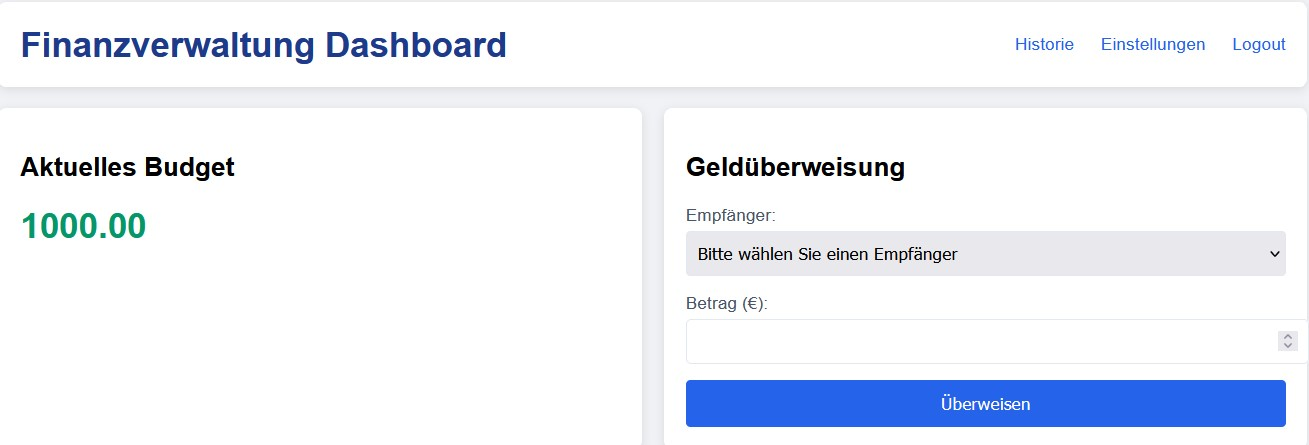 Finanzverwaltung Dashboard
Historie Einstellungen Logout
Aktuelles Budget
1000.00
Geldüberweisung
Empfänger:
Bitte wählen Sie einen Empfänger
Betrag (€):
Überweisen